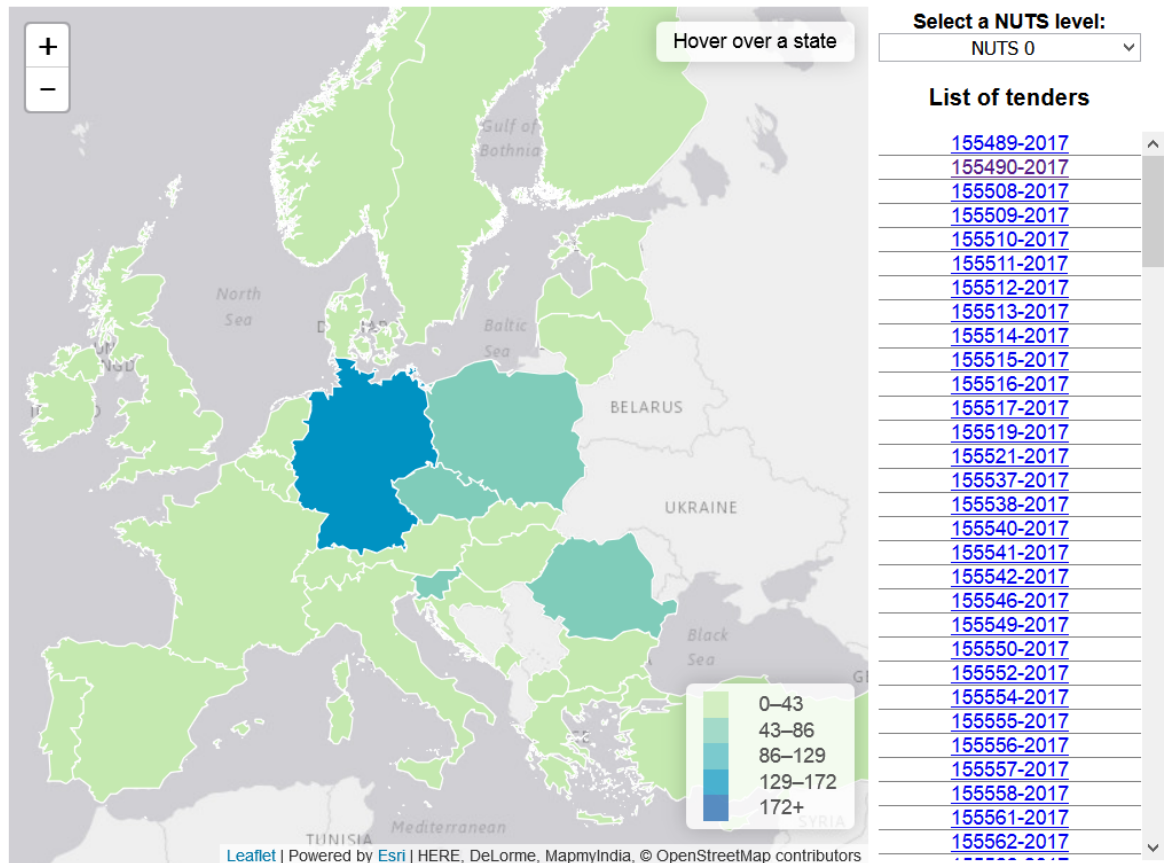 +
−
Hover over a state
Gulf of
Bothnia
North
Sea
Baltic
Sea
BELARUS
UKRAINE
Black
Sea
TUNISIA
Mediterranean
SYRIA
0–43
43–86
86–129
129–172
172+
Leaflet | Powered by Esri | HERE, DeLorme, MapmyIndia, © OpenStreetMap contributors
Select a NUTS level:
NUTS 0
List of tenders
155489-2017
155490-2017
155508-2017
155509-2017
155510-2017
155511-2017
155512-2017
155513-2017
155514-2017
155515-2017
155516-2017
155517-2017
155519-2017
155521-2017
155537-2017
155538-2017
155540-2017
155541-2017
155542-2017
155546-2017
155549-2017
155550-2017
155552-2017
155554-2017
155555-2017
155556-2017
155557-2017
155558-2017
155561-2017
155562-2017